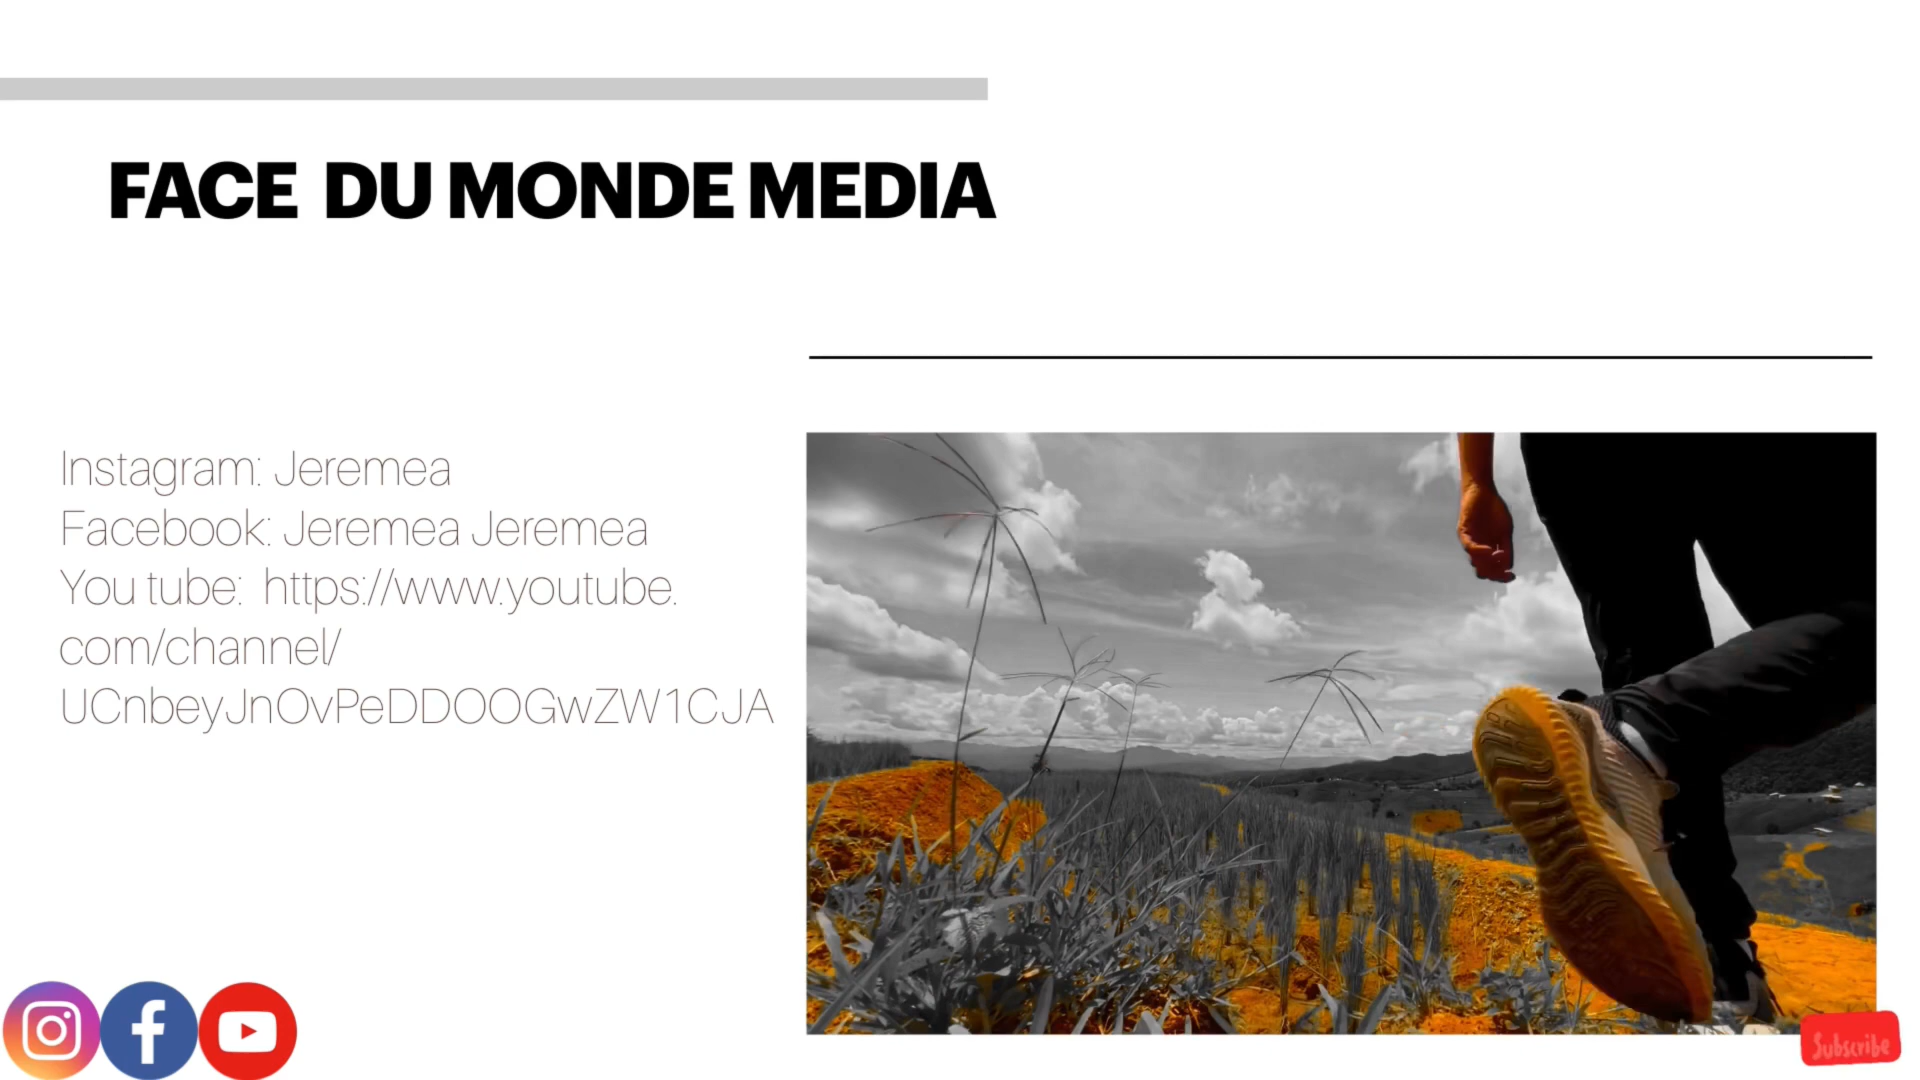 FACE DU MONDE MEDIA
Instagram: Jeremea
Facebook: Jeremea Jeremea
You tube: https://www.youtube.
com/channel/
UCnbeyJnOvPeDDOOGwZW1CJA
Subscribe